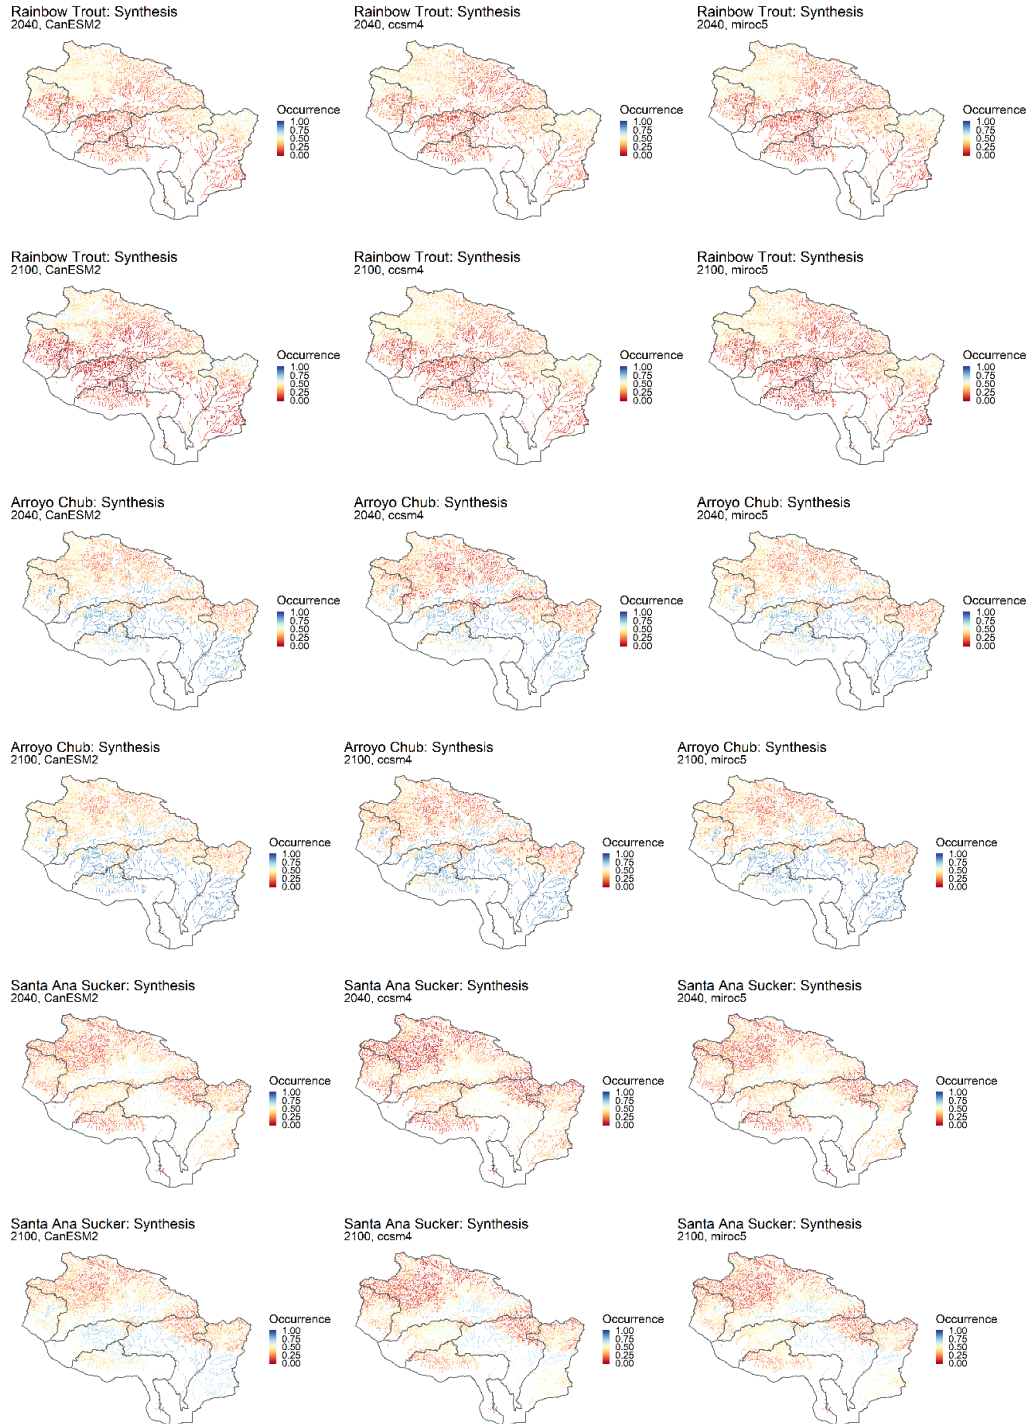 Rainbow Trout: Synthesis
2040, CanESM2
Occurrence
1.00
0.75
0.50
0.25
0.00
Rainbow Trout: Synthesis
2040, ccsm4
Occurrence
1.00
0.75
0.50
0.25
0.00
Rainbow Trout: Synthesis
2040, miroc5
Occurrence
1.00
0.75
0.50
0.25
0.00
Rainbow Trout: Synthesis
2100, CanESM2
Occurrence
1.00
0.75
0.50
0.25
0.00
Rainbow Trout: Synthesis
2100, ccsm4
Occurrence
1.00
0.75
0.50
0.25
0.00
Rainbow Trout: Synthesis
2100, miroc5
Occurrence
1.00
0.75
0.50
0.25
0.00
Arroyo Chub: Synthesis
2040, CanESM2
Occurrence
1.00
0.75
0.50
0.25
0.00
Arroyo Chub: Synthesis
2040, ccsm4
Occurrence
1.00
0.75
0.50
0.25
0.00
Arroyo Chub: Synthesis
2040, miroc5
Occurrence
1.00
0.75
0.50
0.25
0.00
Arroyo Chub: Synthesis
2100, CanESM2
Occurrence
1.00
0.75
0.50
0.25
0.00
Arroyo Chub: Synthesis
2100, ccsm4
Occurrence
1.00
0.75
0.50
0.25
0.00
Arroyo Chub: Synthesis
2100, miroc5
Occurrence
1.00
0.75
0.50
0.25
0.00
Santa Ana Sucker: Synthesis
2040, CanESM2
Occurrence
1.00
0.75
0.50
0.25
0.00
Santa Ana Sucker: Synthesis
2040, ccsm4
Occurrence
1.00
0.75
0.50
0.25
0.00
Santa Ana Sucker: Synthesis
2040, miroc5
Occurrence
1.00
0.75
0.50
0.25
0.00
Santa Ana Sucker: Synthesis
2100, CanESM2
Occurrence
1.00
0.75
0.50
0.25
0.00
Santa Ana Sucker: Synthesis
2100, ccsm4
Occurrence
1.00
0.75
0.50
0.25
0.00
Santa Ana Sucker: Synthesis
2100, miroc5
Occurrence
1.00
0.75
0.50
0.25
0.00